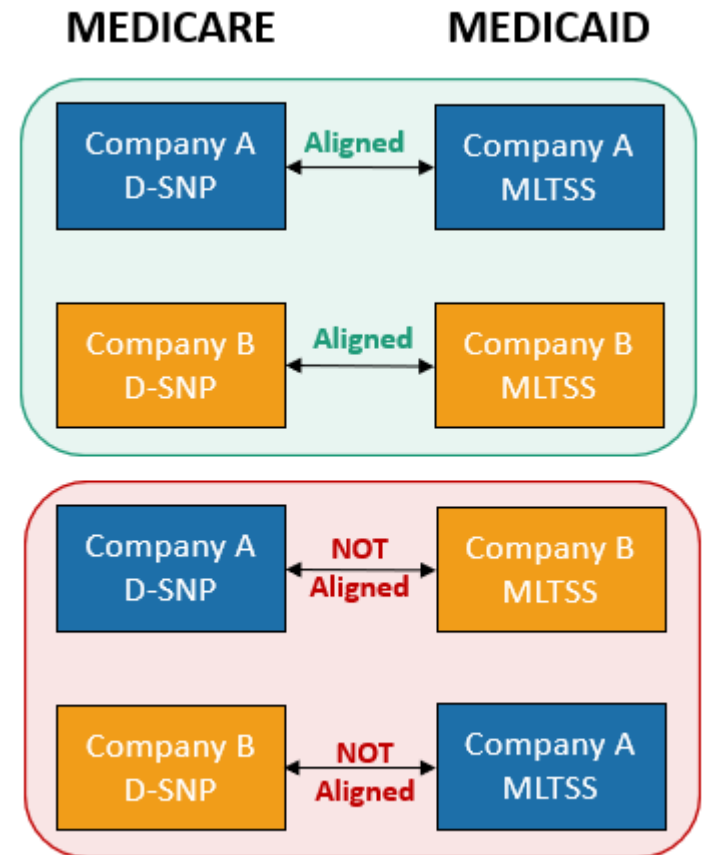 MEDICARE
MEDICAID
Company A
D-SNP
Aligned
Company A
MLTSS
Company B
D-SNP
Aligned
Company B
MLTSS
Company A
D-SNP
NOT
Aligned
Company B
MLTSS
Company B
D-SNP
NOT
Aligned
Company A
MLTSS